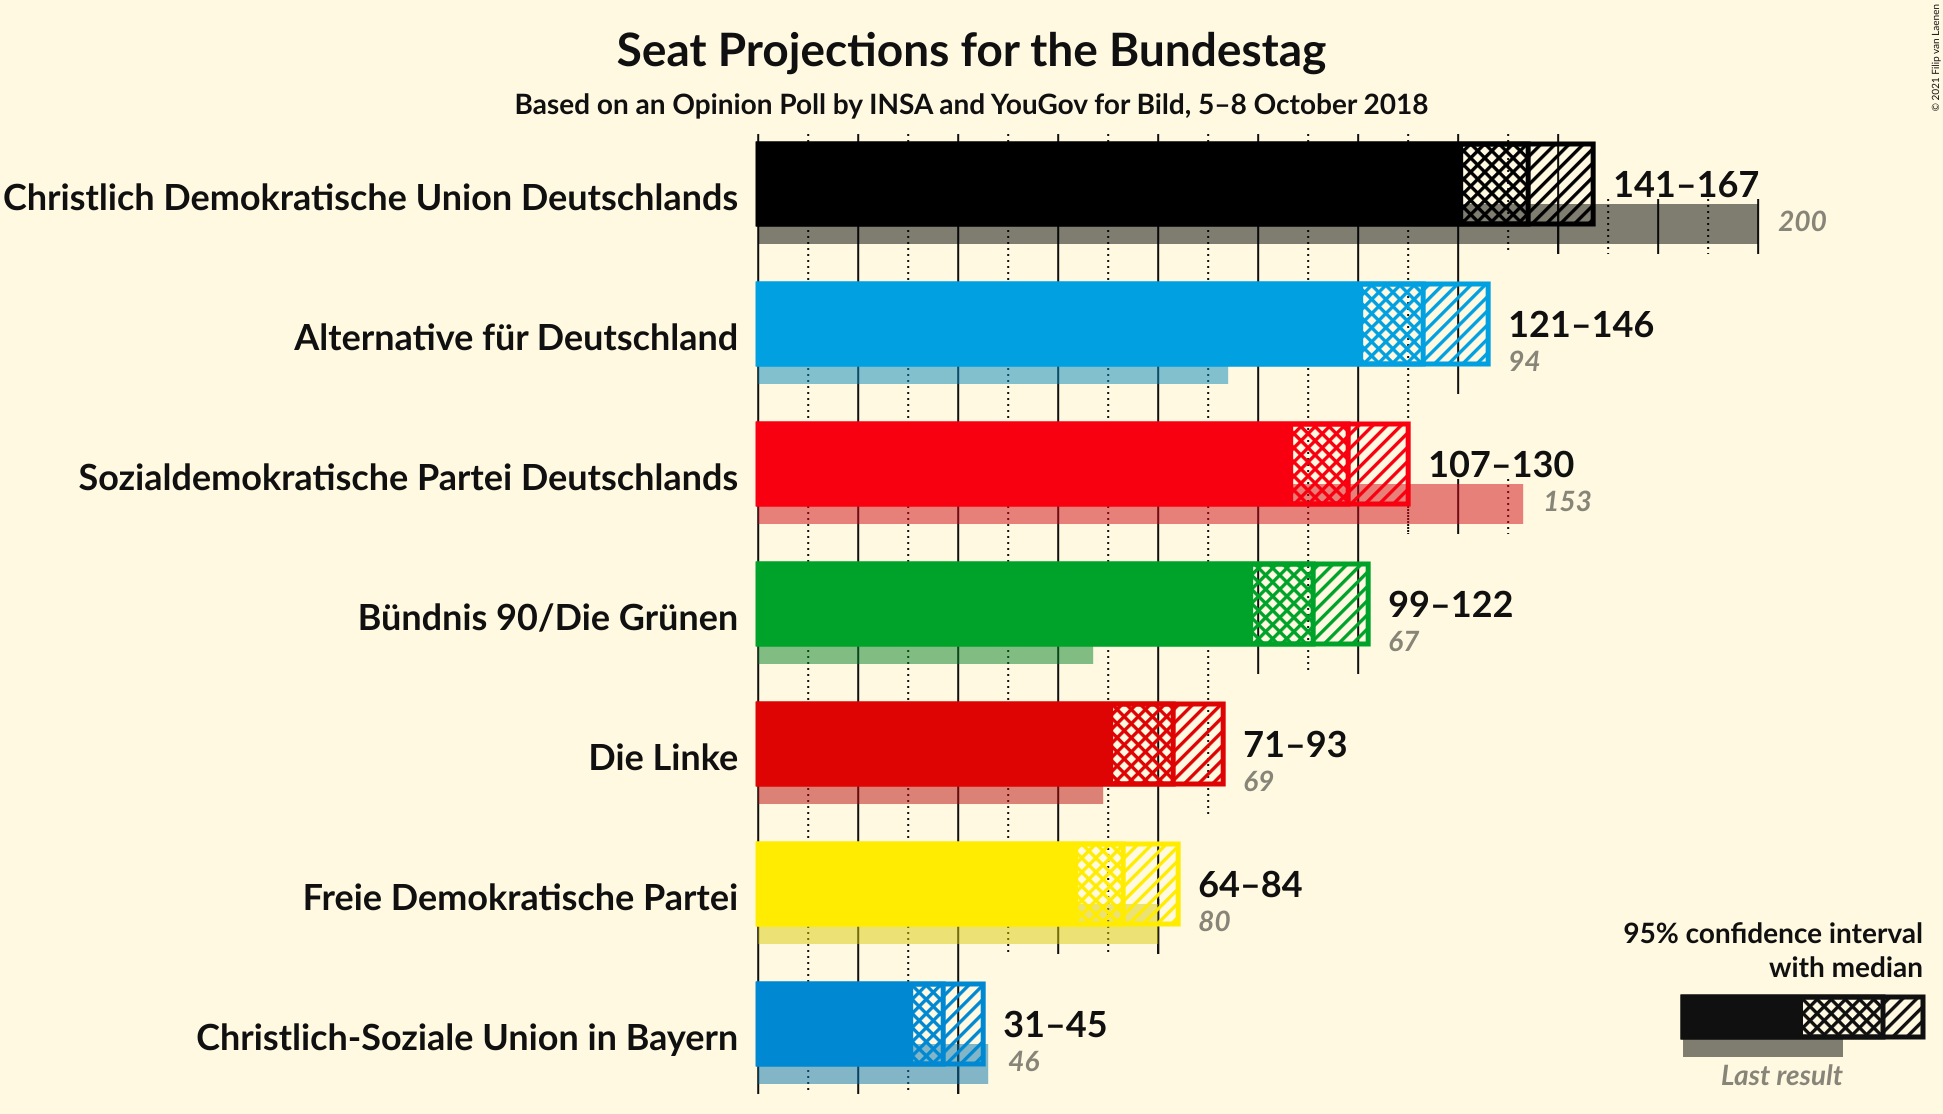 Seat Projections for the Bundestag
Based on an Opinion Poll by INSA and YouGov for Bild, 5–8 October 2018
© 2021 Filip van Laenen
Christlich Demokratische Union Deutschlands
141–167
200
Alternative für Deutschland
121–146
94
Sozialdemokratische Partei Deutschlands
107–130
153
Bündnis 90/Die Grünen
99–122
67
Die Linke
71–93
69
Freie Demokratische Partei
64–84
80
Christlich-Soziale Union in Bayern
31–45
46
95% confidence interval
with median
Last result